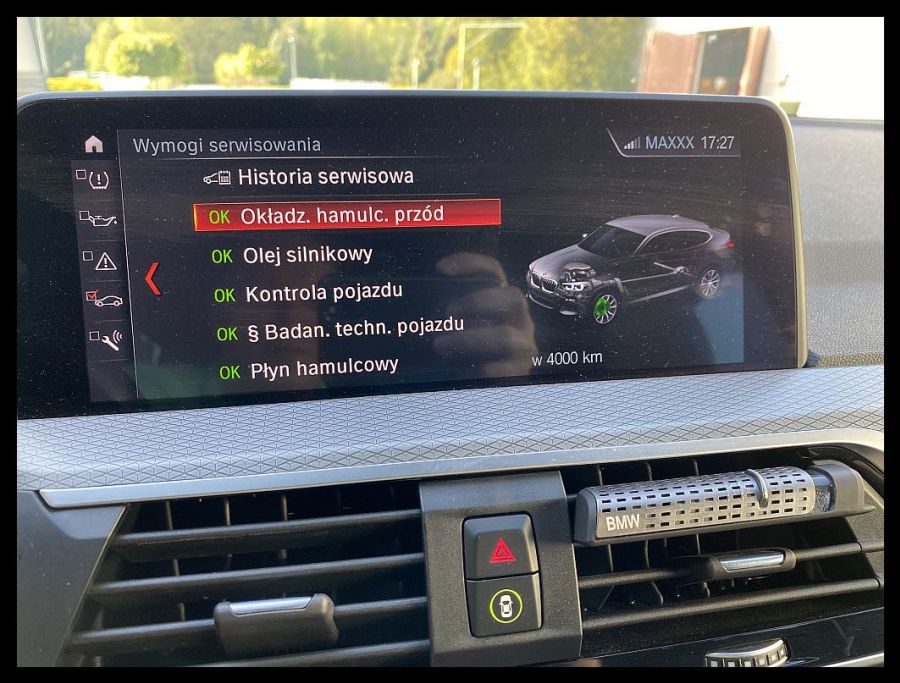 Wymogi serwisowania
MAXXX 17:27
Historia serwisowa
OK Okładz. hamulc. przód
OK Olej silnikowy
OK Kontrola pojazdu
OK § Badan. techn. pojazdu
OK Płyn hamulcowy
w 4000 km
BMW